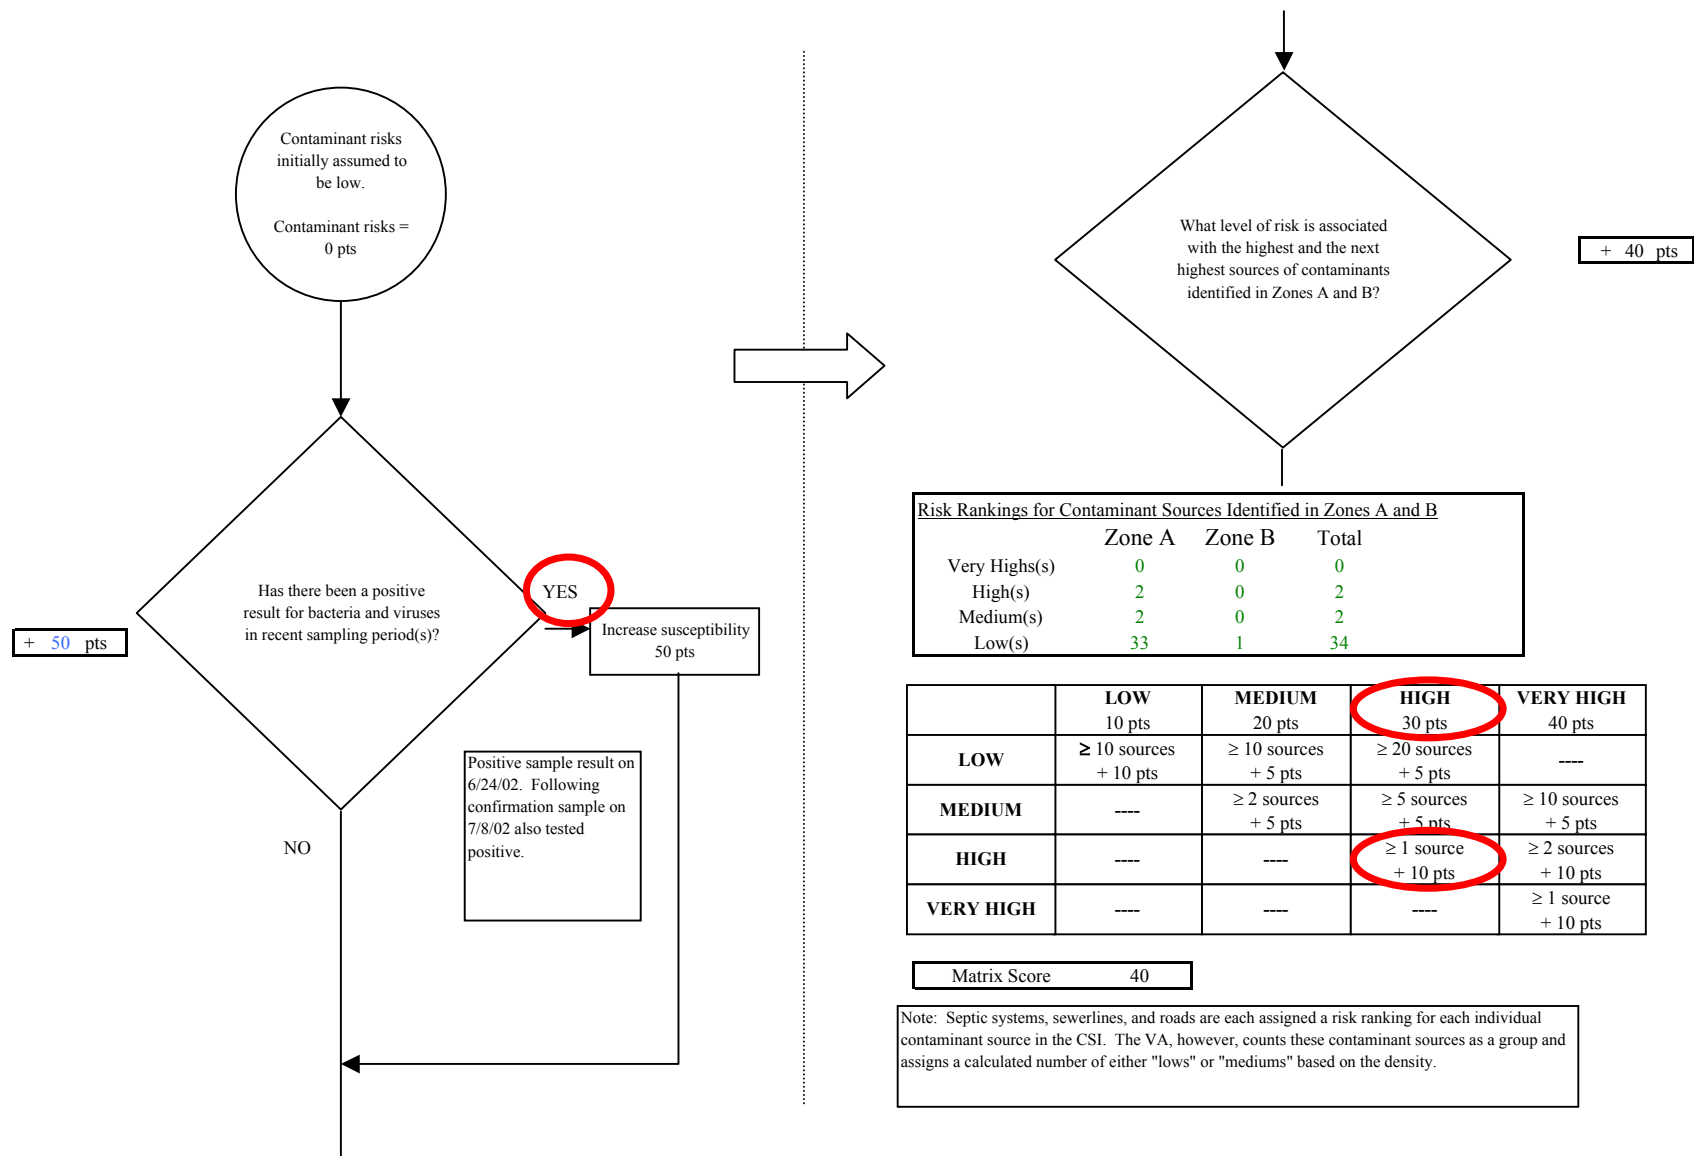 Contaminant risks
initially assumed to
be low.
Contaminant risks =
0 pts
Has there been a positive
result for bacteria and viruses
in recent sampling period(s)?
+ 50 pts
YES
Increase susceptibility
50 pts
Positive sample result on
6/24/02. Following
confirmation sample on
7/8/02 also tested
positive.
NO
What level of risk is associated
with the highest and the next
highest sources of contaminants
identified in Zones A and B?
+ 40 pts
Risk Rankings for Contaminant Sources Identified in Zones A and B
Zone A Zone B Total
Very Highs(s) 0 0 0
High(s) 2 0 2
Medium(s) 2 0 2
Low(s) 33 1 34
LOW MEDIUM HIGH VERY HIGH
10 pts 20 pts 30 pts 40 pts
LOW ≥ 10 sources ≥ 10 sources ≥ 20 sources ----
+ 10 pts + 5 pts + 5 pts
MEDIUM ---- ≥ 2 sources ≥ 5 sources ≥ 10 sources
+ 5 pts + 5 pts + 5 pts
HIGH ---- ---- ≥ 1 source ≥ 2 sources
+ 10 pts + 10 pts
VERY HIGH ---- ---- ---- ≥ 1 source
+ 10 pts
Matrix Score 40
Note: Septic systems, sewerlines, and roads are each assigned a risk ranking for each individual
contaminant source in the CSI. The VA, however, counts these contaminant sources as a group and
assigns a calculated number of either "lows" or "mediums" based on the density.